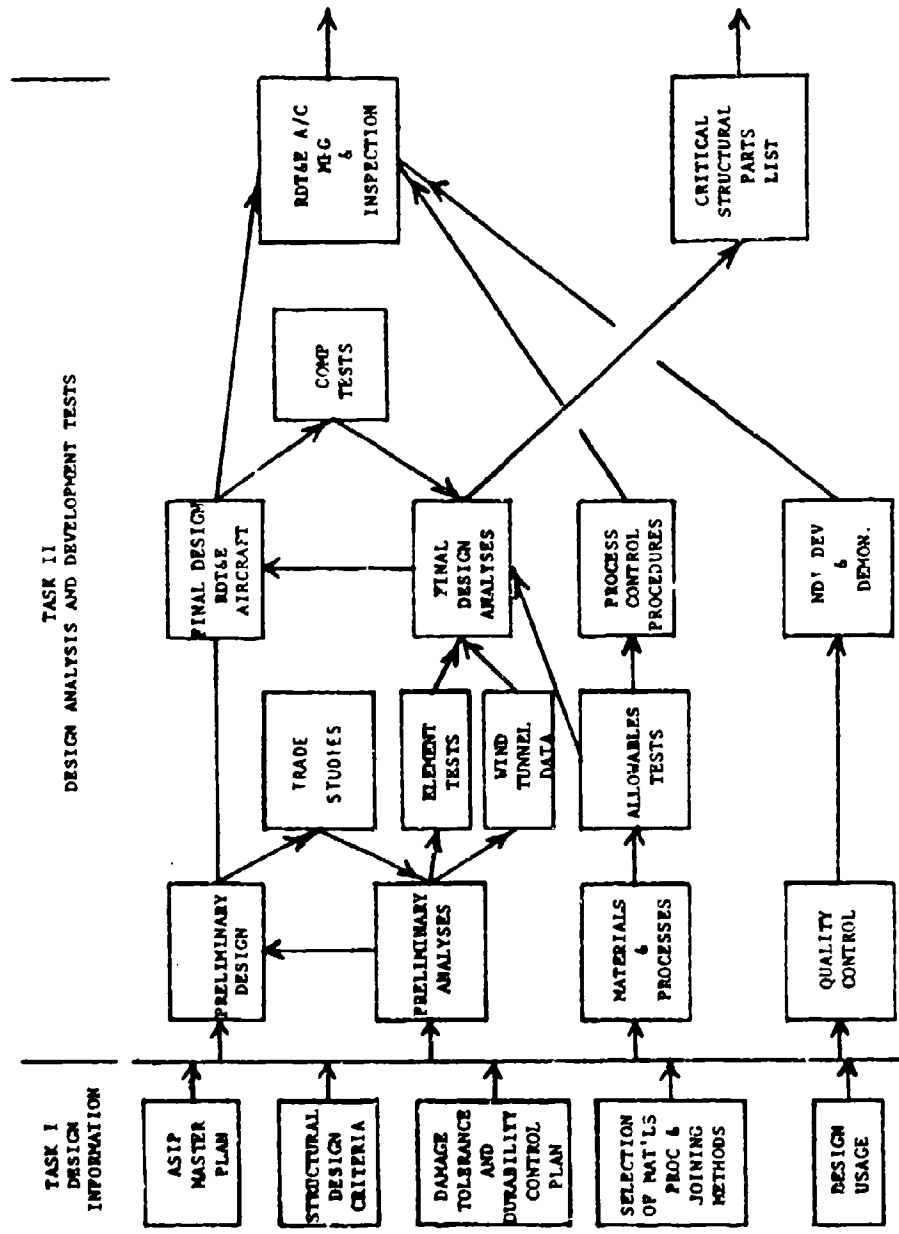 TASK I
DESIGN
INFORMATION
TASK II
DESIGN ANALYSIS AND DEVELOPMENT TESTS
ASIP
MASTER
PLAN
STRUCTURAL
DESIGN
CRITERIA
DAMAGE
TOLERANCE
AND
DURABILITY
CONTROL
PLAN
SELECTION
OF MAT'LS
PROC &
JOINING
METHODS
DESIGN
USAGE
PRELIMINARY
DESIGN
PRELIMINARY
ANALYSES
MATERIALS
&
PROCESSES
QUALITY
CONTROL
TRADE
STUDIES
ELEMENT
TESTS
WIND
TUNNEL
DATA
ALLOWABLES
TESTS
FINAL DESIGN
RDT&E
AIRCRAFT
FINAL
DESIGN
ANALYSES
PROCESS
CONTROL
PROCEDURES
DEV
&
DEMON.
COMP
TESTS
RDT&E A/C
MFG
&
INSPECTION
CRITICAL
STRUCTURAL
PARTS
LIST